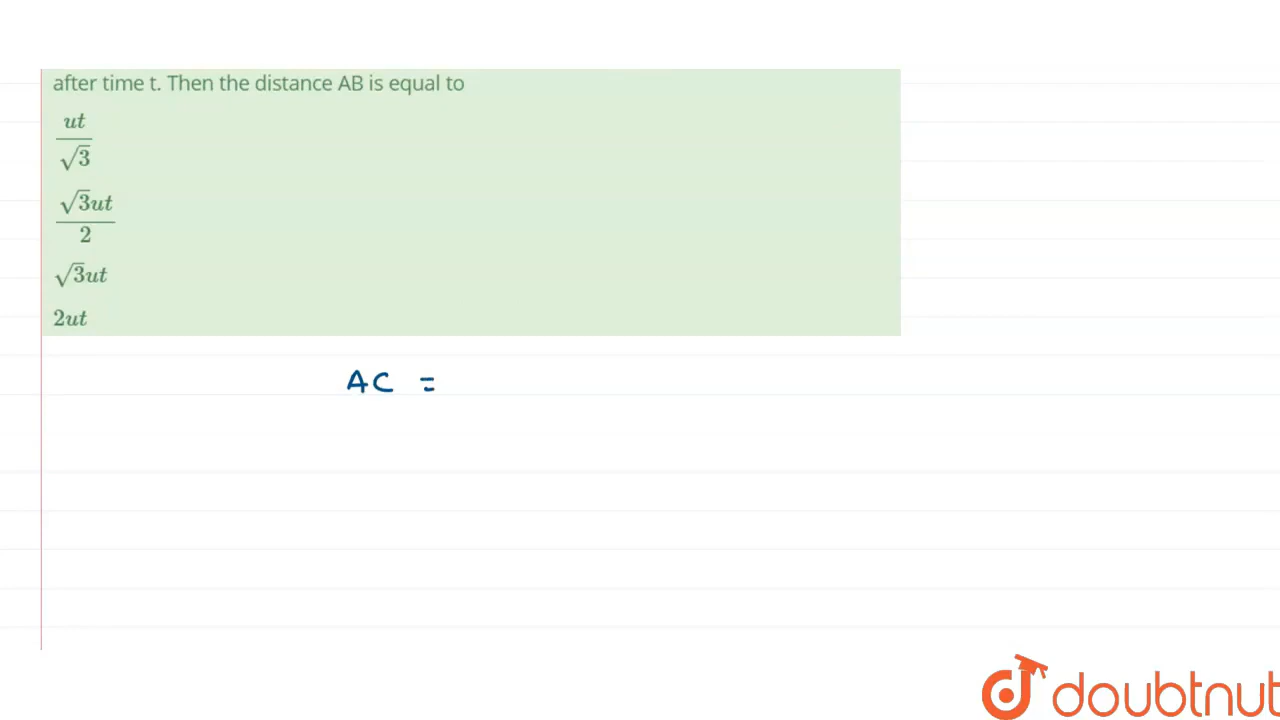 after time t. Then the distance AB is equal to
ut/√3
√3ut/2
√3ut
2ut
AC =
doubtnut